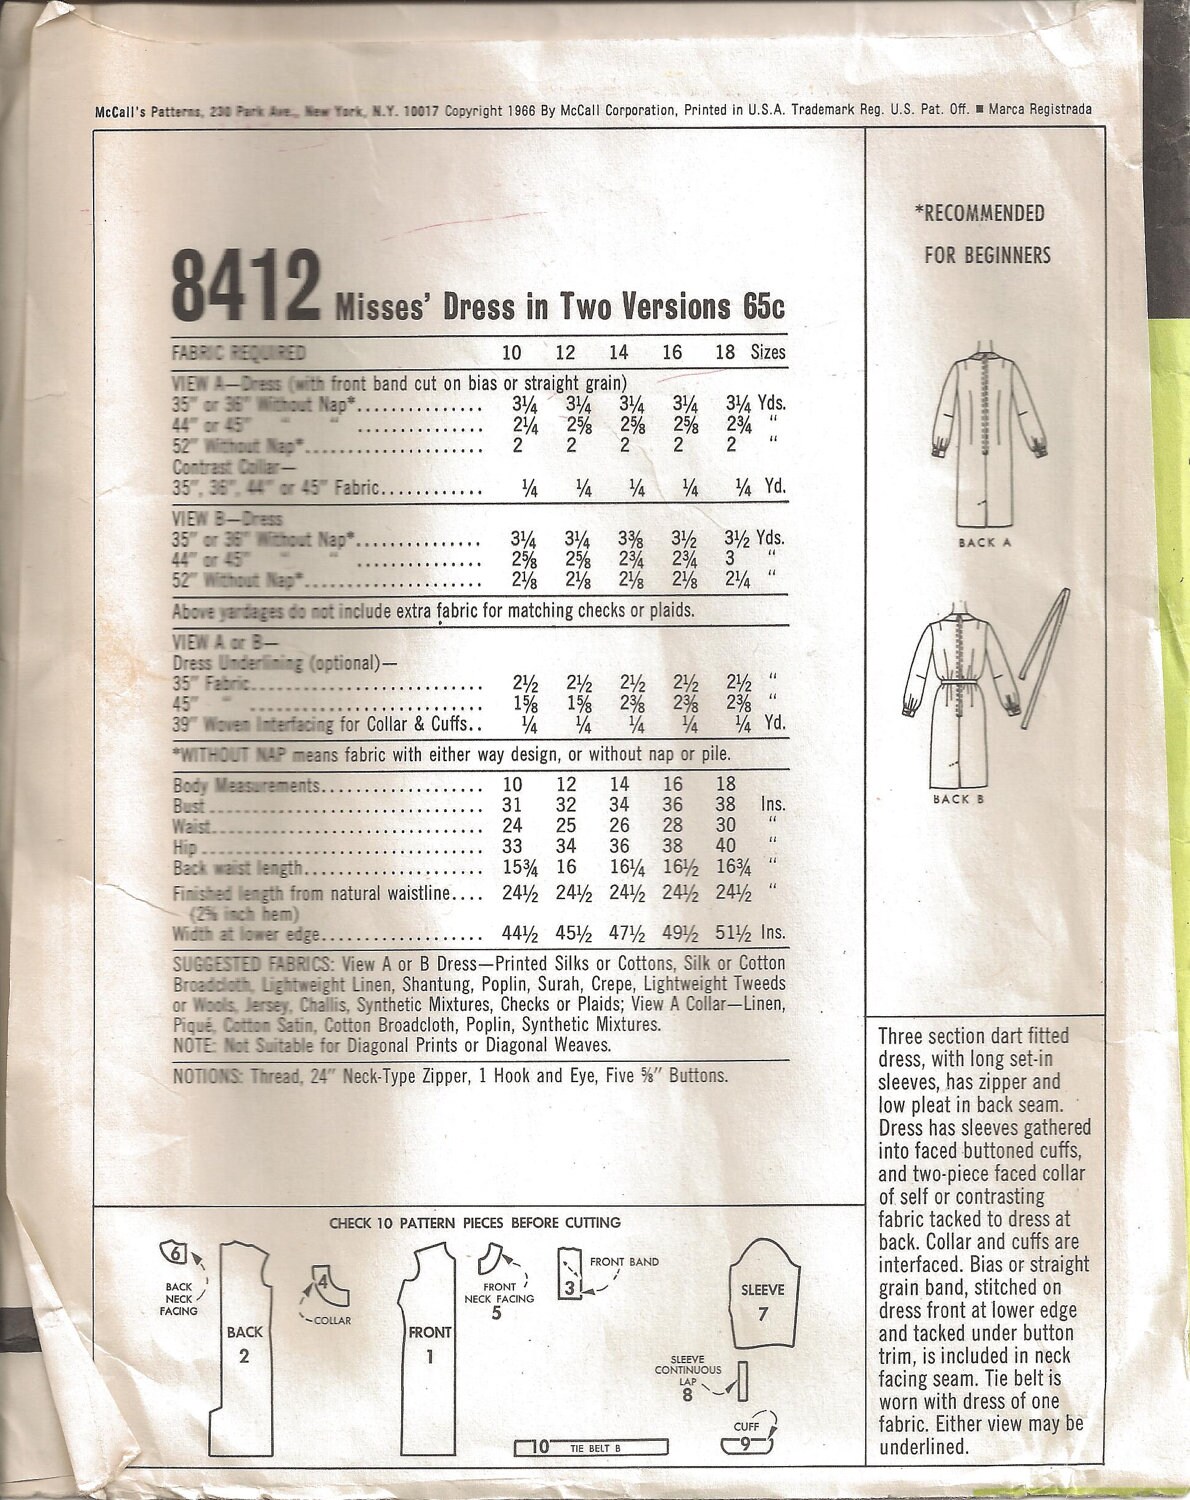 McCall's Patterns, 230 Park Ave., New York, N.Y. 10017 Copyright 1966 By McCall Corporation, Printed in U.S.A. Trademark Reg. U.S. Pat. Off. ■ Marca Registrada
8412 Misses' Dress in Two Versions 65c
FABRIC REQUIRED 10 12 14 16 18 Sizes
VIEW A—Dress (with front band cut on bias or straight grain)
35" or 36" Without Nap*............... 3¼ 3¼ 3¼ 3¼ 3¼ Yds.
44" or 45" " " ............... 2¼ 2⅝ 2⅝ 2⅝ 2¾ "
52" Without Nap*...................... 2 2 2 2 2 "
Contrast Collar—
35", 36", 44" or 45" Fabric............ ¼ ¼ ¼ ¼ ¼ Yd.
VIEW B—Dress
35" or 36" Without Nap*............... 3¼ 3¼ 3⅜ 3½ 3½ Yds.
44" or 45" " " ............... 2⅝ 2⅝ 2¾ 2¾ 3 "
52" Without Nap*...................... 2⅛ 2⅛ 2⅛ 2⅛ 2¼ "
Above yardages do not include extra fabric for matching checks or plaids.
VIEW A or B—
Dress Underlining (optional)—
35" Fabric............................ 2½ 2½ 2½ 2½ 2½ "
45" " ............................ 1⅝ 1⅝ 2⅜ 2⅜ 2⅜ "
39" Woven Interfacing for Collar & Cuffs.. ¼ ¼ ¼ ¼ ¼ Yd.
*WITHOUT NAP means fabric with either way design, or without nap or pile.
Body Measurements.................... 10 12 14 16 18
Bust.................................. 31 32 34 36 38 Ins.
Waist................................. 24 25 26 28 30 "
Hip................................... 33 34 36 38 40 "
Back waist length...................... 15¾ 16 16¼ 16½ 16¾ "
Finished length from natural waistline.... 24½ 24½ 24½ 24½ 24½ "
(2⅝ inch hem)
Width at lower edge.................... 44½ 45½ 47½ 49½ 51½ Ins.
SUGGESTED FABRICS: View A or B Dress—Printed Silks or Cottons, Silk or Cotton
Broadcloth, Lightweight Linen, Shantung, Poplin, Surah, Crepe, Lightweight Tweeds
or Wools, Jersey, Challis, Synthetic Mixtures, Checks or Plaids; View A Collar—Linen,
Piqué, Cotton Satin, Cotton Broadcloth, Poplin, Synthetic Mixtures.
NOTE: Not Suitable for Diagonal Prints or Diagonal Weaves.
NOTIONS: Thread, 24" Neck-Type Zipper, 1 Hook and Eye, Five ⅝" Buttons.
*RECOMMENDED
FOR BEGINNERS
BACK A
BACK B
Three section dart fitted
dress, with long set-in
sleeves, has zipper and
low pleat in back seam.
Dress has sleeves gathered
into faced buttoned cuffs,
and two-piece faced collar
of self or contrasting
fabric tacked to dress at
back. Collar and cuffs are
interfaced. Bias or straight
grain band, stitched on
dress front at lower edge
and tacked under button
trim, is included in neck
facing seam. Tie belt is
worn with dress of one
fabric. Either view may be
underlined.
CHECK 10 PATTERN PIECES BEFORE CUTTING
6
BACK
NECK
FACING
BACK
2
4
COLLAR
FRONT
1
FRONT
NECK FACING
5
3
FRONT BAND
SLEEVE
7
SLEEVE
CONTINUOUS
LAP
8
CUFF
9
10 TIE BELT B